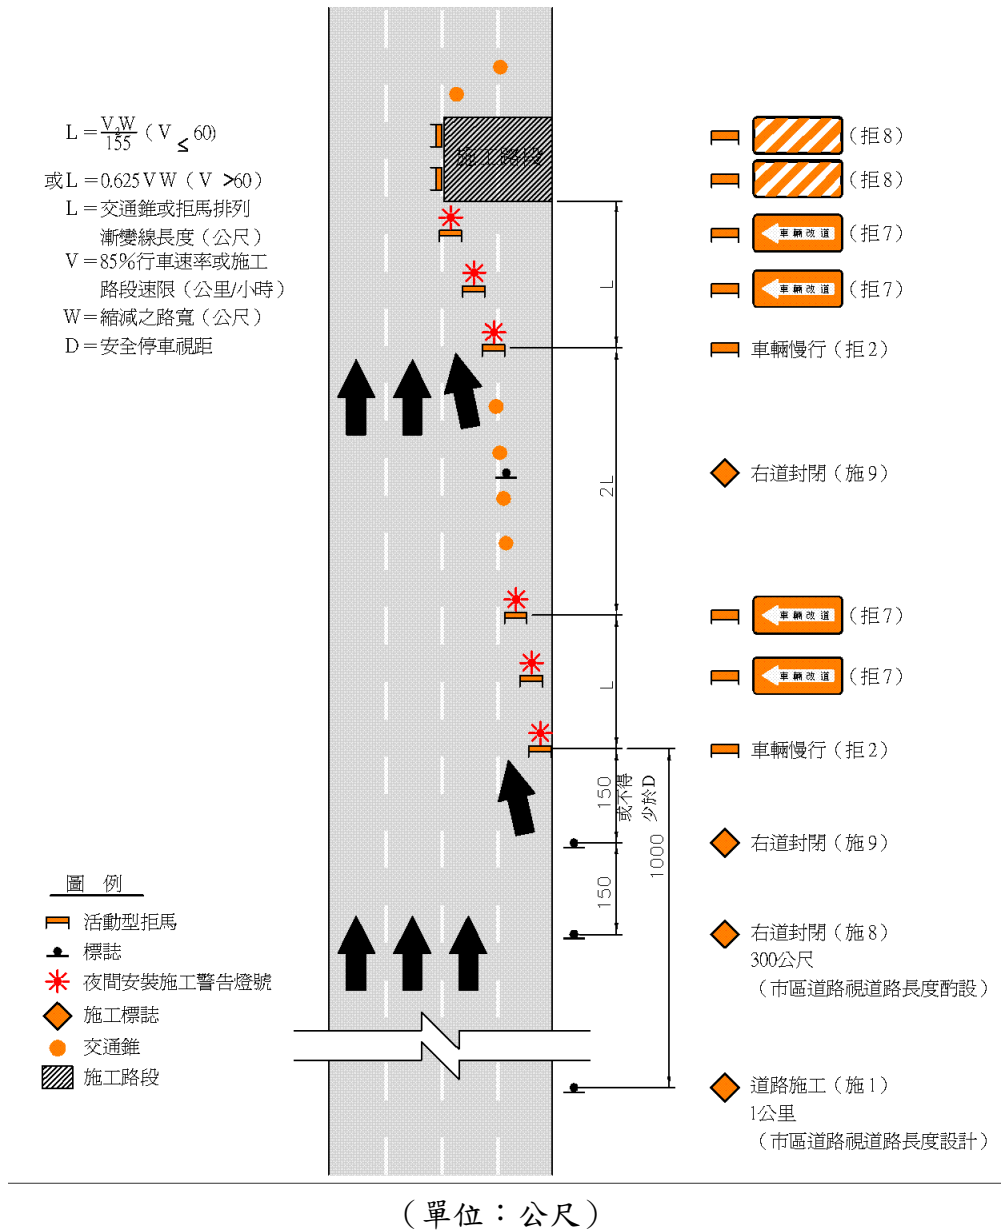 L＝V²W/155（V ≤ 60）
或L＝0.625VW（V >60）
L＝交通錐或拒馬排列
漸變線長度（公尺）
V＝85%行車速率或施工
路段速限（公里/小時）
W＝縮減之路寬（公尺）
D＝安全停車視距
施工路段
L
2L
L
150
或不得
少於D
150
1000
（拒8）
（拒8）
車輛改道
（拒7）
車輛改道
（拒7）
車輛慢行（拒2）
右道封閉（施9）
車輛改道
（拒7）
車輛改道
（拒7）
車輛慢行（拒2）
右道封閉（施9）
右道封閉（施8）
300公尺
（市區道路視道路長度酌設）
道路施工（施1）
1公里
（市區道路視道路長度設計）
圖 例
活動型拒馬
標誌
夜間安裝施工警告燈號
施工標誌
交通錐
施工路段
（單位：公尺）